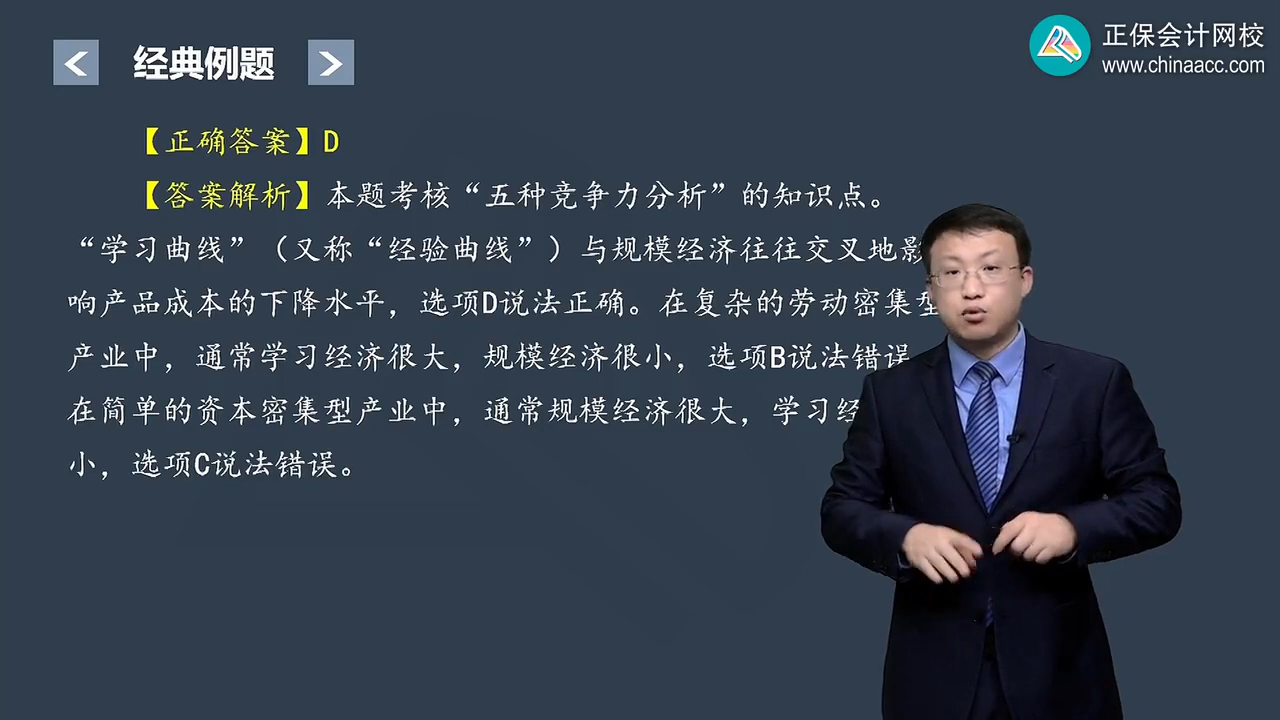 经典例题
正保会计网校
www.chinaacc.com
【正确答案】D
【答案解析】本题考核“五种竞争力分析”的知识点。
“学习曲线”（又称“经验曲线”）与规模经济往往交叉地影
响产品成本的下降水平，选项D说法正确。在复杂的劳动密集型
产业中，通常学习经济很大，规模经济很小，选项B说法错误
在简单的资本密集型产业中，通常规模经济很大，学习经
小，选项C说法错误。